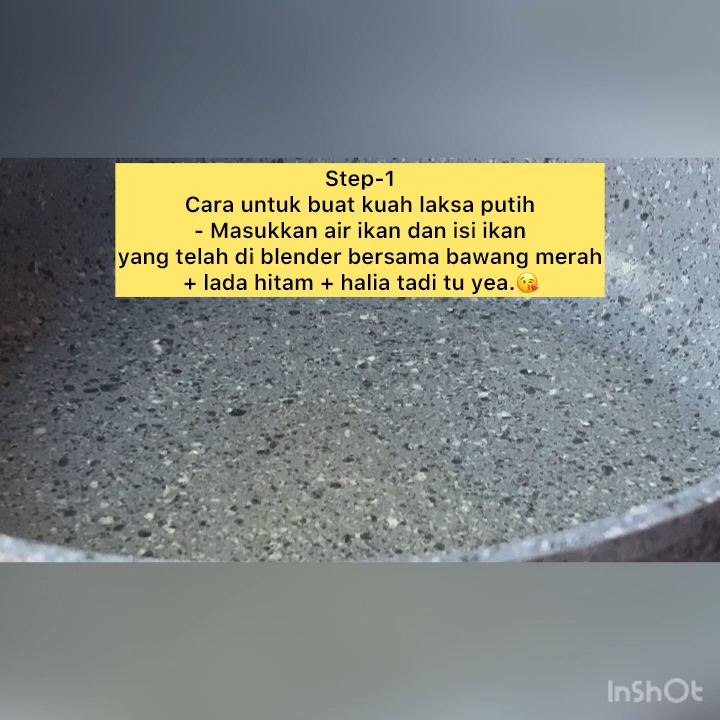 Step-1
Cara untuk buat kuah laksa putih
- Masukkan air ikan dan isi ikan
yang telah di blender bersama bawang merah
+ lada hitam + halia tadi tu yea.😘
InShOt